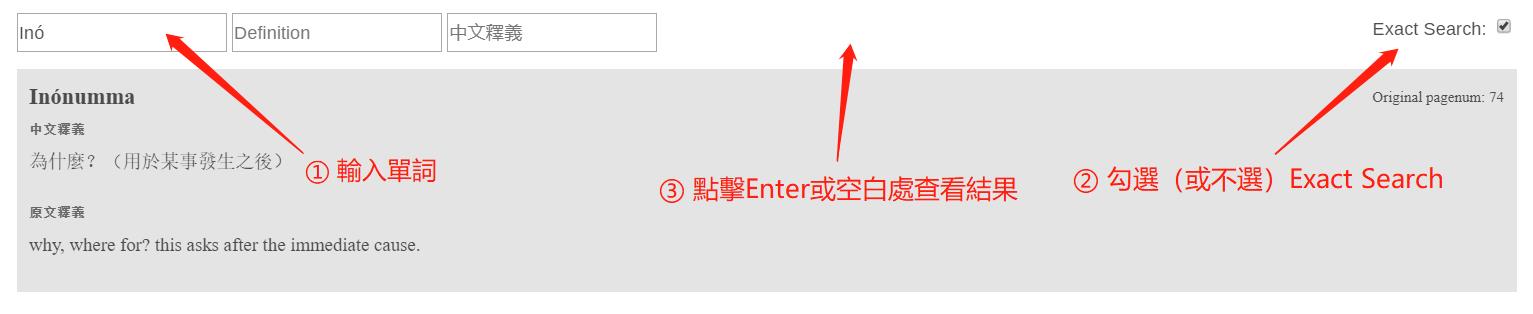 Inó Definition 中文釋義 Exact Search:
Inónumma Original pagenum: 74
中文釋義
為什麼？（用於某事發生之後）
① 輸入單詞
③ 點擊Enter或空白處查看結果
② 勾選（或不選）Exact Search
原文釋義
why, where for? this asks after the immediate cause.